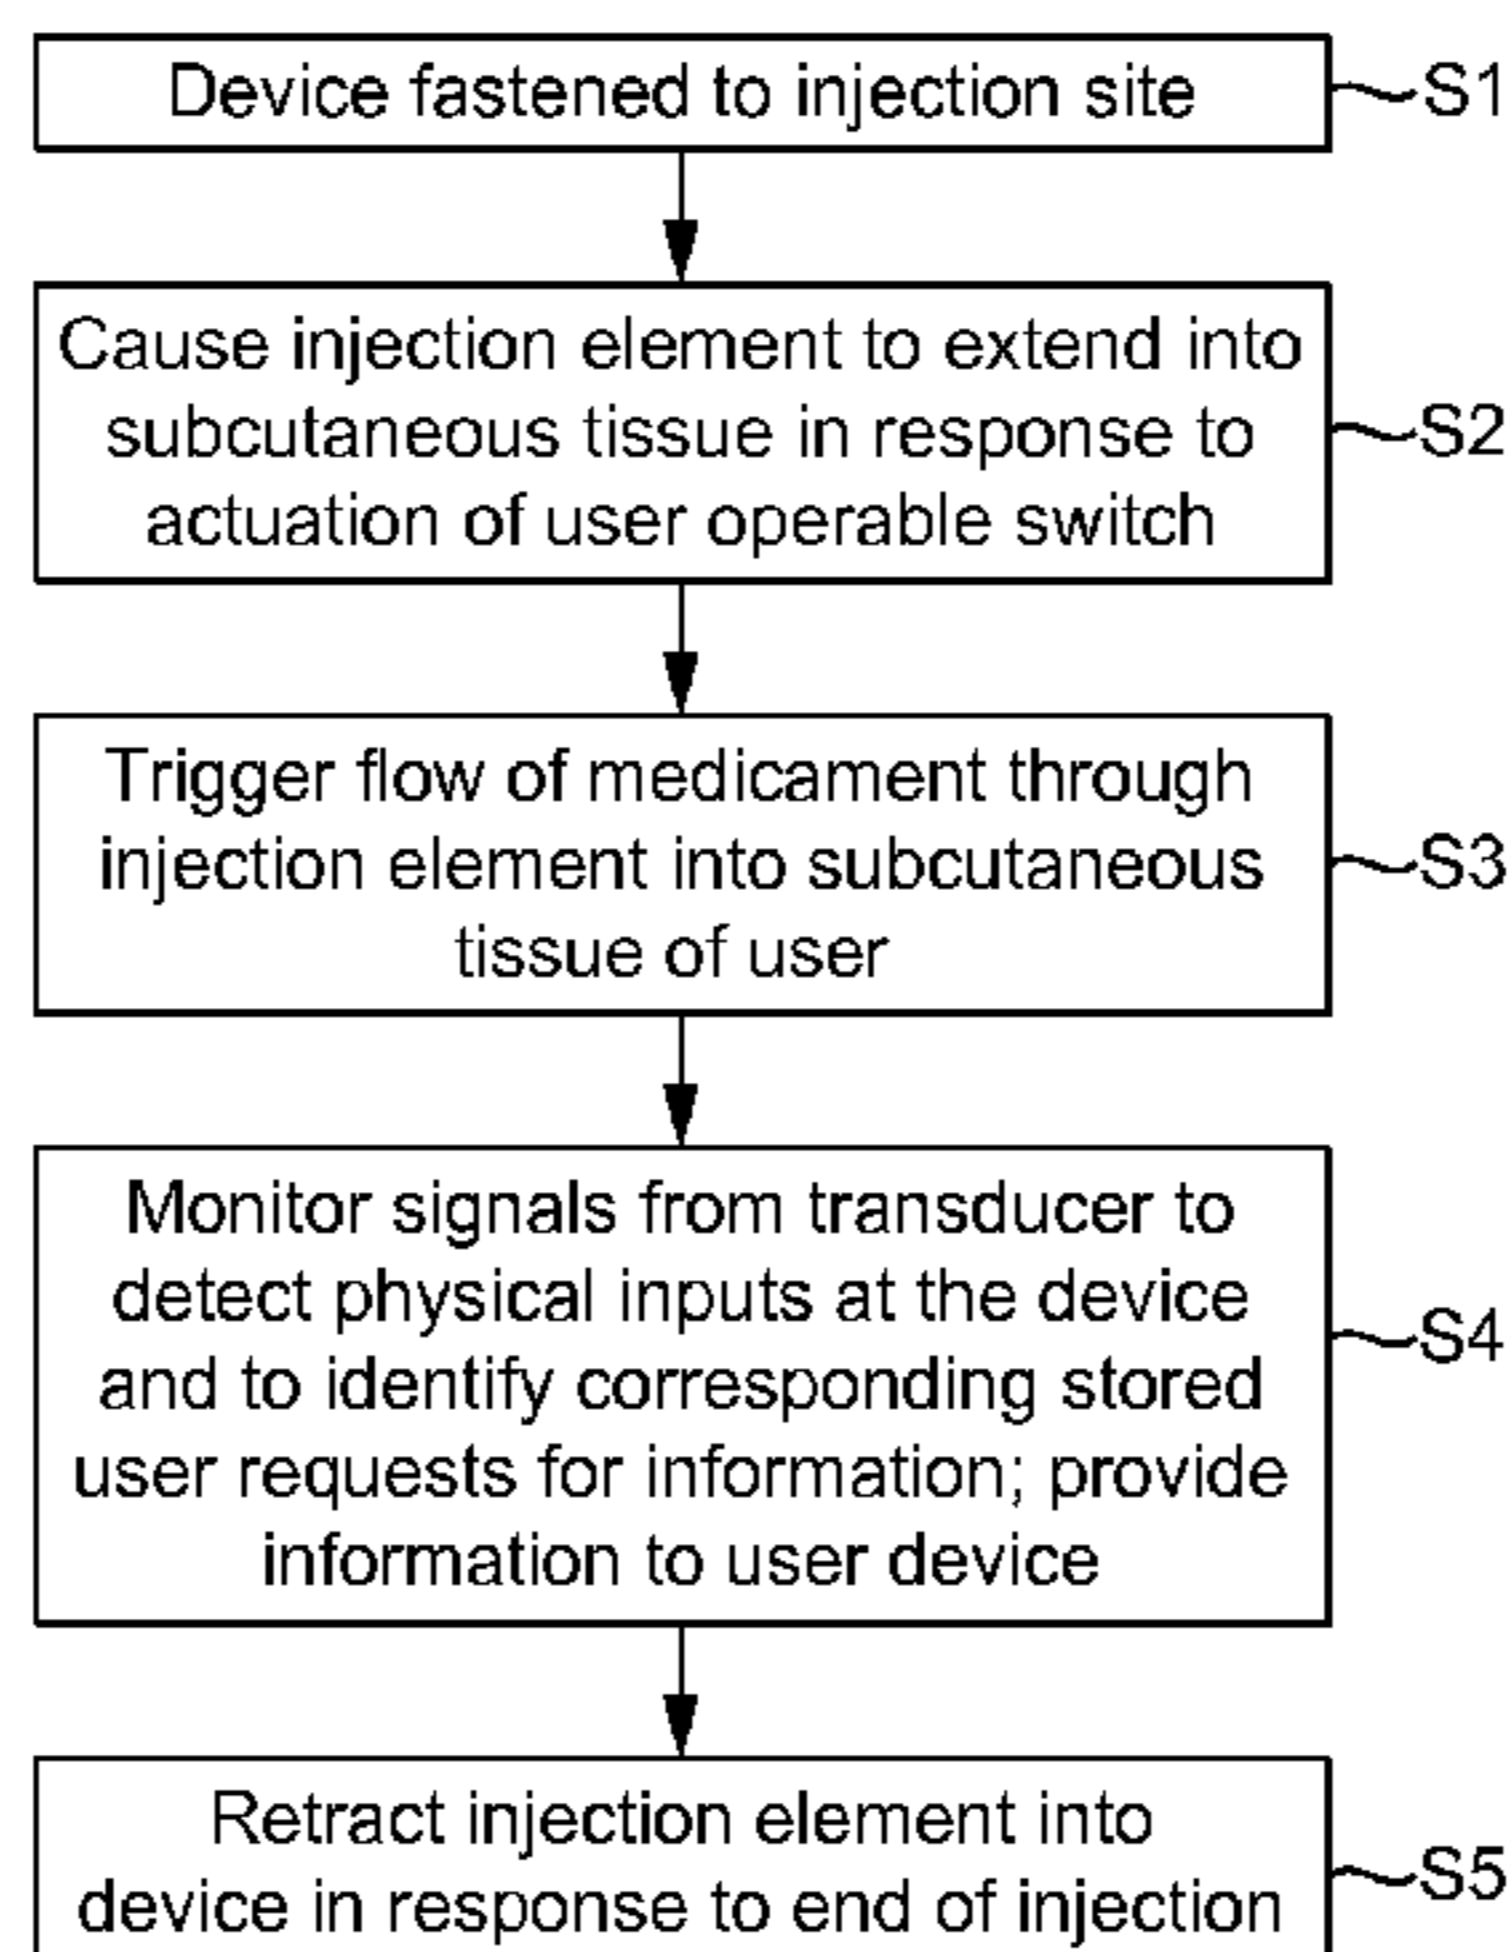 Device fastened to injection site
S1
Cause injection element to extend into
subcutaneous tissue in response to
actuation of user operable switch
S2
Trigger flow of medicament through
injection element into subcutaneous
tissue of user
S3
Monitor signals from transducer to
detect physical inputs at the device
and to identify corresponding stored
user requests for information; provide
information to user device
S4
Retract injection element into
device in response to end of injection
S5